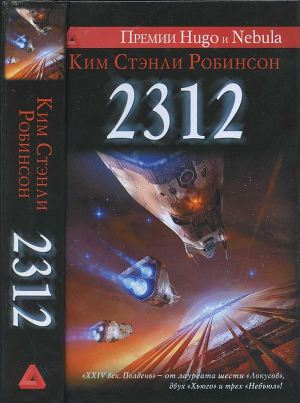 Премии Hugo и Nebula
Ким Стэнли Робинсон
2312
«XXIV век. Полдень» – от лауреата шести «Локусов»,
двух «Хьюго» и трех «Небьюл»!
Ким Стэнли
Робинсон
2312